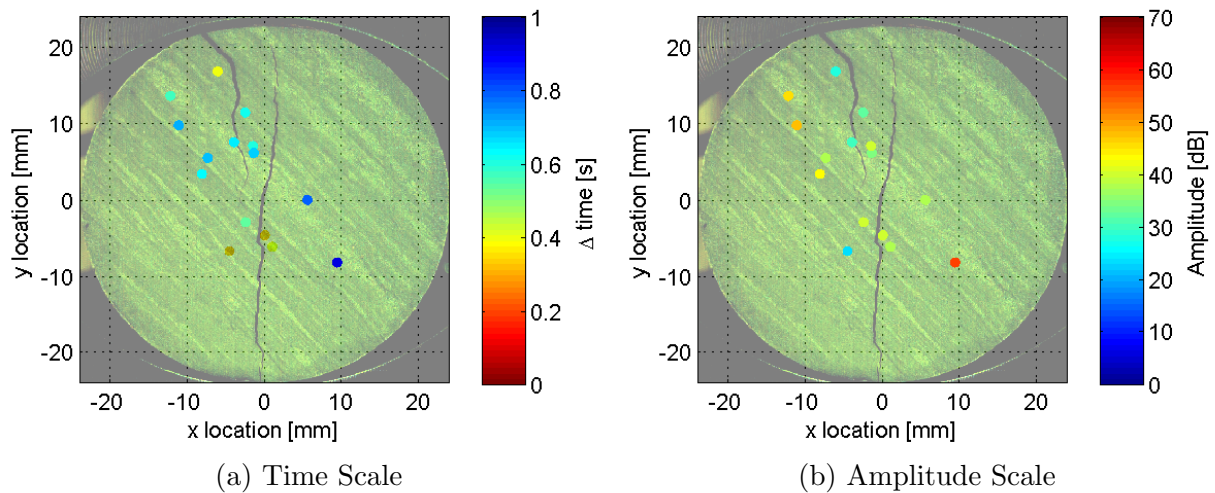 20
10
0
-10
-20
y location [mm]
-20 -10 0 10 20
x location [mm]
1
0.8
0.6
0.4
0.2
0
Δ time [s]
(a) Time Scale
20
10
0
-10
-20
y location [mm]
-20 -10 0 10 20
x location [mm]
70
60
50
40
30
20
10
0
Amplitude [dB]
(b) Amplitude Scale